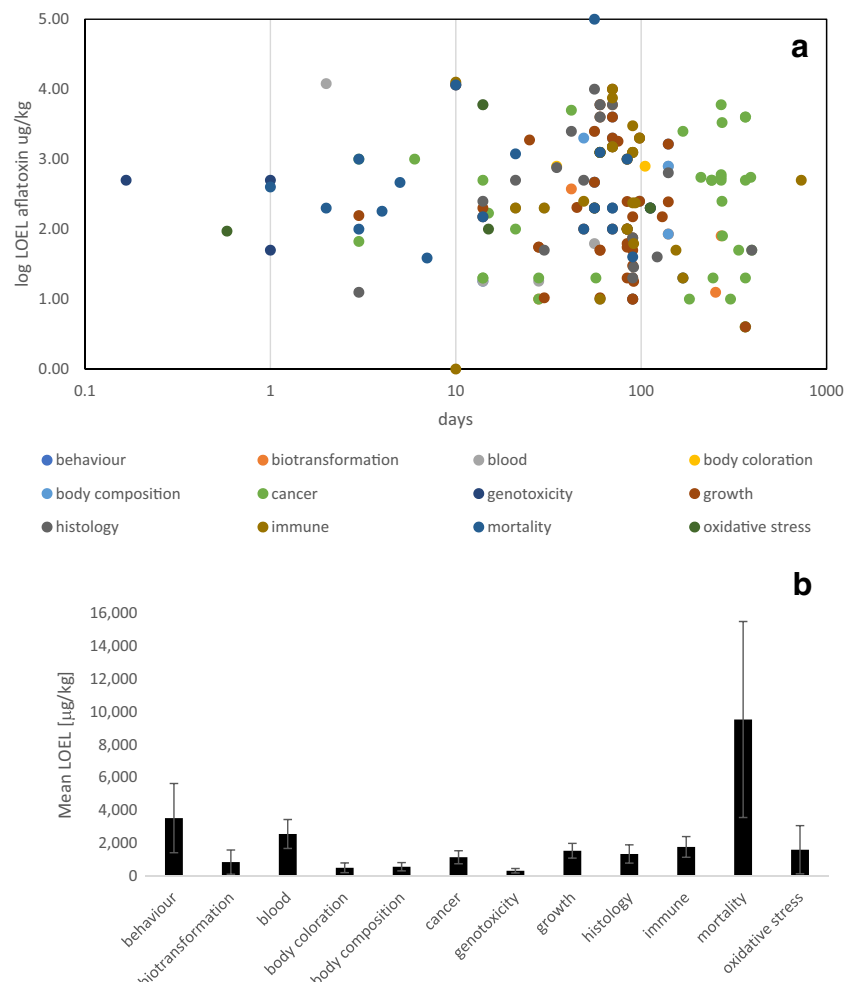 a
5.00
4.00
3.00
2.00
1.00
0.00
log LOEL aflatoxin ug/kg
0.1 1 10 100 1000
days
behaviour biotransformation blood body coloration
body composition cancer genotoxicity growth
histology immune mortality oxidative stress
b
16,000
14,000
12,000
10,000
8,000
6,000
4,000
2,000
0
Mean LOEL [µg/kg]
behaviour
biotransformation
blood
body coloration
body composition
cancer
genotoxicity
growth
histology
immune
mortality
oxidative stress